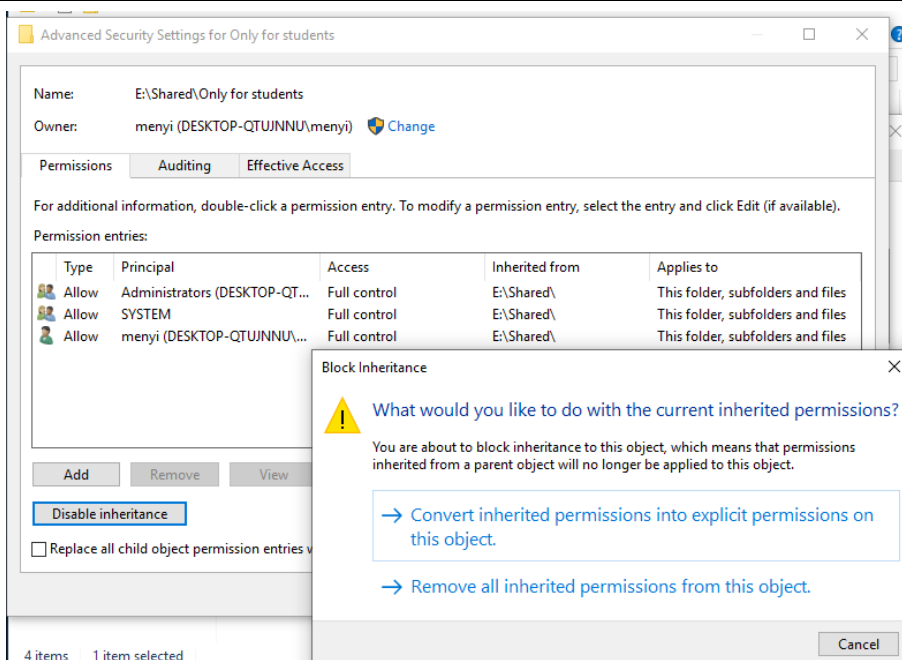 Advanced Security Settings for Only for students
Name: E:\Shared\Only for students
Owner: menyi (DESKTOP-QTUJNNU\menyi) Change
Permissions Auditing Effective Access
For additional information, double-click a permission entry. To modify a permission entry, select the entry and click Edit (if available).
Permission entries:
Type Principal Access Inherited from Applies to
Allow Administrators (DESKTOP-QT... Full control E:\Shared\ This folder, subfolders and files
Allow SYSTEM Full control E:\Shared\ This folder, subfolders and files
Allow menyi (DESKTOP-QTUJNNU\... Full control E:\Shared\ This folder, subfolders and files
Block Inheritance
What would you like to do with the current inherited permissions?
You are about to block inheritance to this object, which means that permissions
inherited from a parent object will no longer be applied to this object.
Add Remove View
Convert inherited permissions into explicit permissions on
this object.
Disable inheritance
Replace all child object permission entries
Remove all inherited permissions from this object.
Cancel
4 items 1 item selected